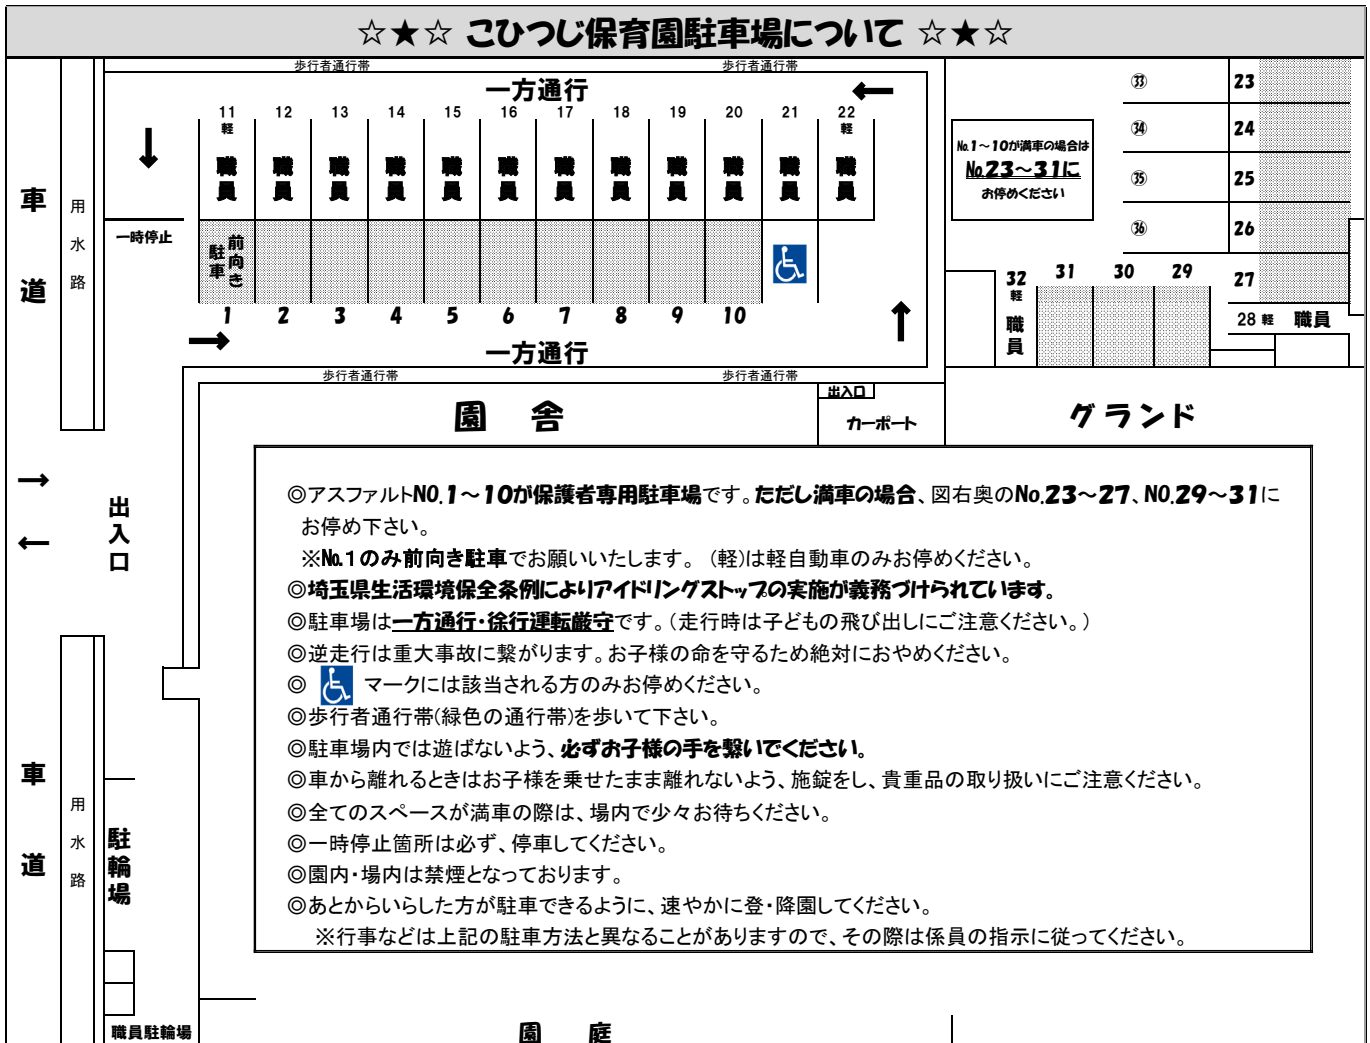 ☆★☆ こひつじ保育園駐車場について ☆★☆
歩行者通行帯 歩行者通行帯
一方通行 ←
↓
11 12 13 14 15 16 17 18 19 20 21 22
軽 軽
職員 職員 職員 職員 職員 職員 職員 職員 職員 職員 職員 職員
一時停止
前向き
駐車
1 2 3 4 5 6 7 8 9 10
→ 一方通行 ↑
歩行者通行帯 歩行者通行帯
㉝ 23
㉞ 24
㉟ 25
㊱ 26
27
28 軽 職員
№1～10が満車の場合は
№23～31に
お停めください
32 31 30 29
軽
職員
車道
用水路
園 舎
出入口
カーポート
グランド
→
←
出入口
◎アスファルトNO.1～10が保護者専用駐車場です。ただし満車の場合、図右奥のNo.23～27、NO.29～31に
お停め下さい。
※№1のみ前向き駐車でお願いいたします。 (軽)は軽自動車のみお停めください。
◎埼玉県生活環境保全条例によりアイドリングストップの実施が義務づけられています。
◎駐車場は一方通行・徐行運転厳守です。（走行時は子どもの飛び出しにご注意ください。）
◎逆走行は重大事故に繋がります。お子様の命を守るため絶対におやめください。
◎ マークには該当される方のみお停めください。
◎歩行者通行帯(緑色の通行帯)を歩いて下さい。
◎駐車場内では遊ばないよう、必ずお子様の手を繋いでください。
◎車から離れるときはお子様を乗せたまま離れないよう、施錠をし、貴重品の取り扱いにご注意ください。
◎全てのスペースが満車の際は、場内で少々お待ちください。
◎一時停止箇所は必ず、停車してください。
◎園内・場内は禁煙となっております。
◎あとからいらした方が駐車できるように、速やかに登・降園してください。
※行事などは上記の駐車方法と異なることがありますので、その際は係員の指示に従ってください。
車道
用水路
駐輪場
職員駐輪場
園 庭